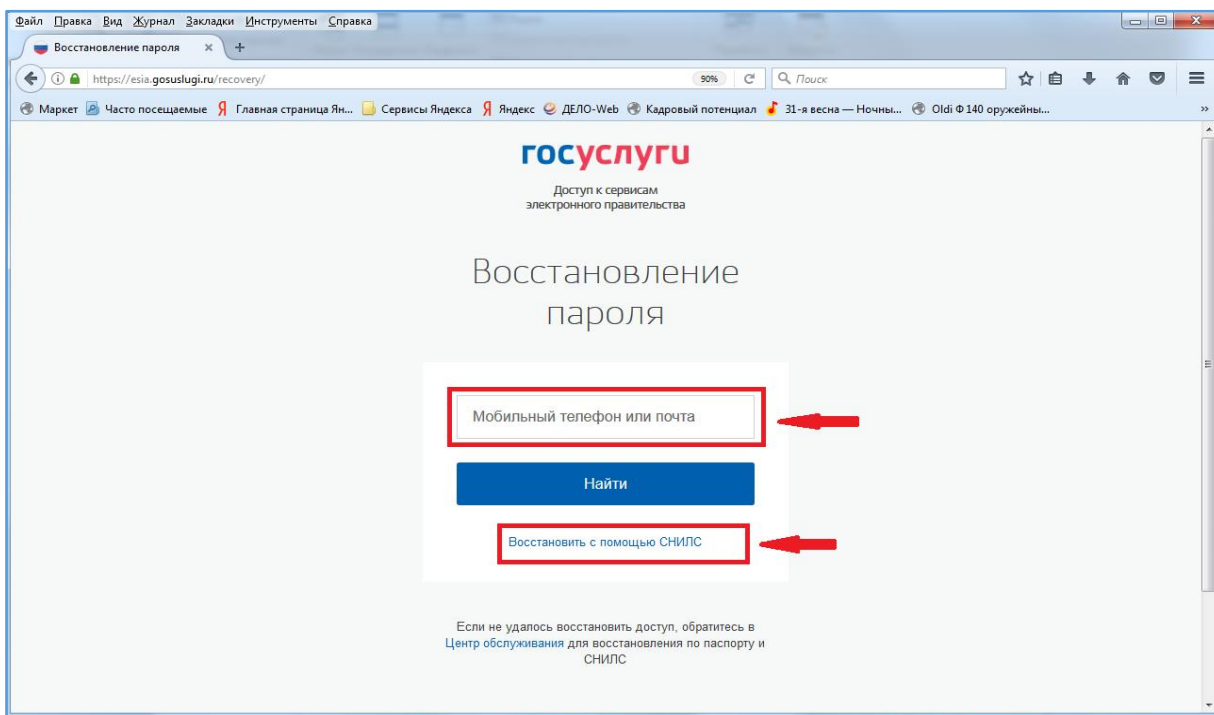 Файл Правка Вид Журнал Закладки Инструменты Справка
Восстановление пароля × +
https://esia.gosuslugi.ru/recovery/ 90% Поиск
Маркет Часто посещаемые Главная страница Ян... Сервисы Яндекса Яндекс ДЕЛО-Web Кадровый потенциал 31-я весна — Ночны... Oldi Ф 140 оружейны... »
госуслуги
Доступ к сервисам
электронного правительства
Восстановление
пароля
Мобильный телефон или почта
Найти
Восстановить с помощью СНИЛС
Если не удалось восстановить доступ, обратитесь в
Центр обслуживания для восстановления по паспорту и
СНИЛС